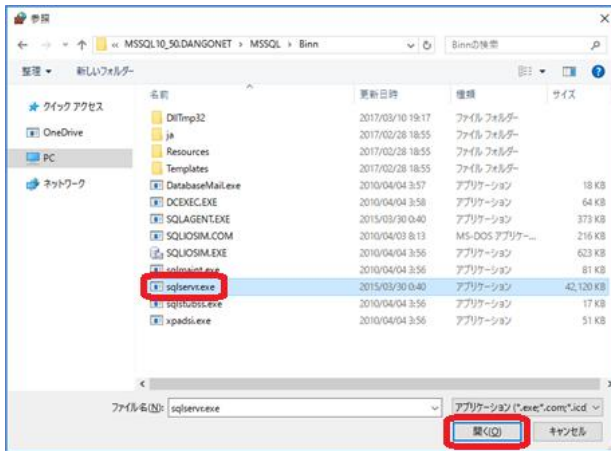 参照
« MSSQL10_50.DANGONET › MSSQL › Binn
Binnの検索
整理 新しいフォルダー
名前 更新日時 種類 サイズ
クイック アクセス
OneDrive
PC
ネットワーク
DllTmp32 2017/03/10 19:17 ファイル フォルダー
ja 2017/02/28 18:55 ファイル フォルダー
Resources 2017/02/28 18:55 ファイル フォルダー
Templates 2017/02/28 18:55 ファイル フォルダー
DatabaseMail.exe 2010/04/04 3:57 アプリケーション 18 KB
DCEXEC.EXE 2010/04/04 3:58 アプリケーション 64 KB
SQLAGENT.EXE 2015/03/30 0:40 アプリケーション 373 KB
SQLIOSIM.COM 2010/04/03 8:13 MS-DOS アプリケー... 216 KB
SQLIOSIM.EXE 2010/04/04 3:56 アプリケーション 623 KB
sqlmaint.exe 2010/04/04 3:56 アプリケーション 81 KB
sqlservr.exe 2015/03/30 0:40 アプリケーション 42,120 KB
sqlstubss.exe 2010/04/04 3:56 アプリケーション 17 KB
xpadsi.exe 2010/04/04 3:56 アプリケーション 51 KB
ファイル名(N): sqlservr.exe アプリケーション (*.exe;*.com;*.icd
開く(O) キャンセル